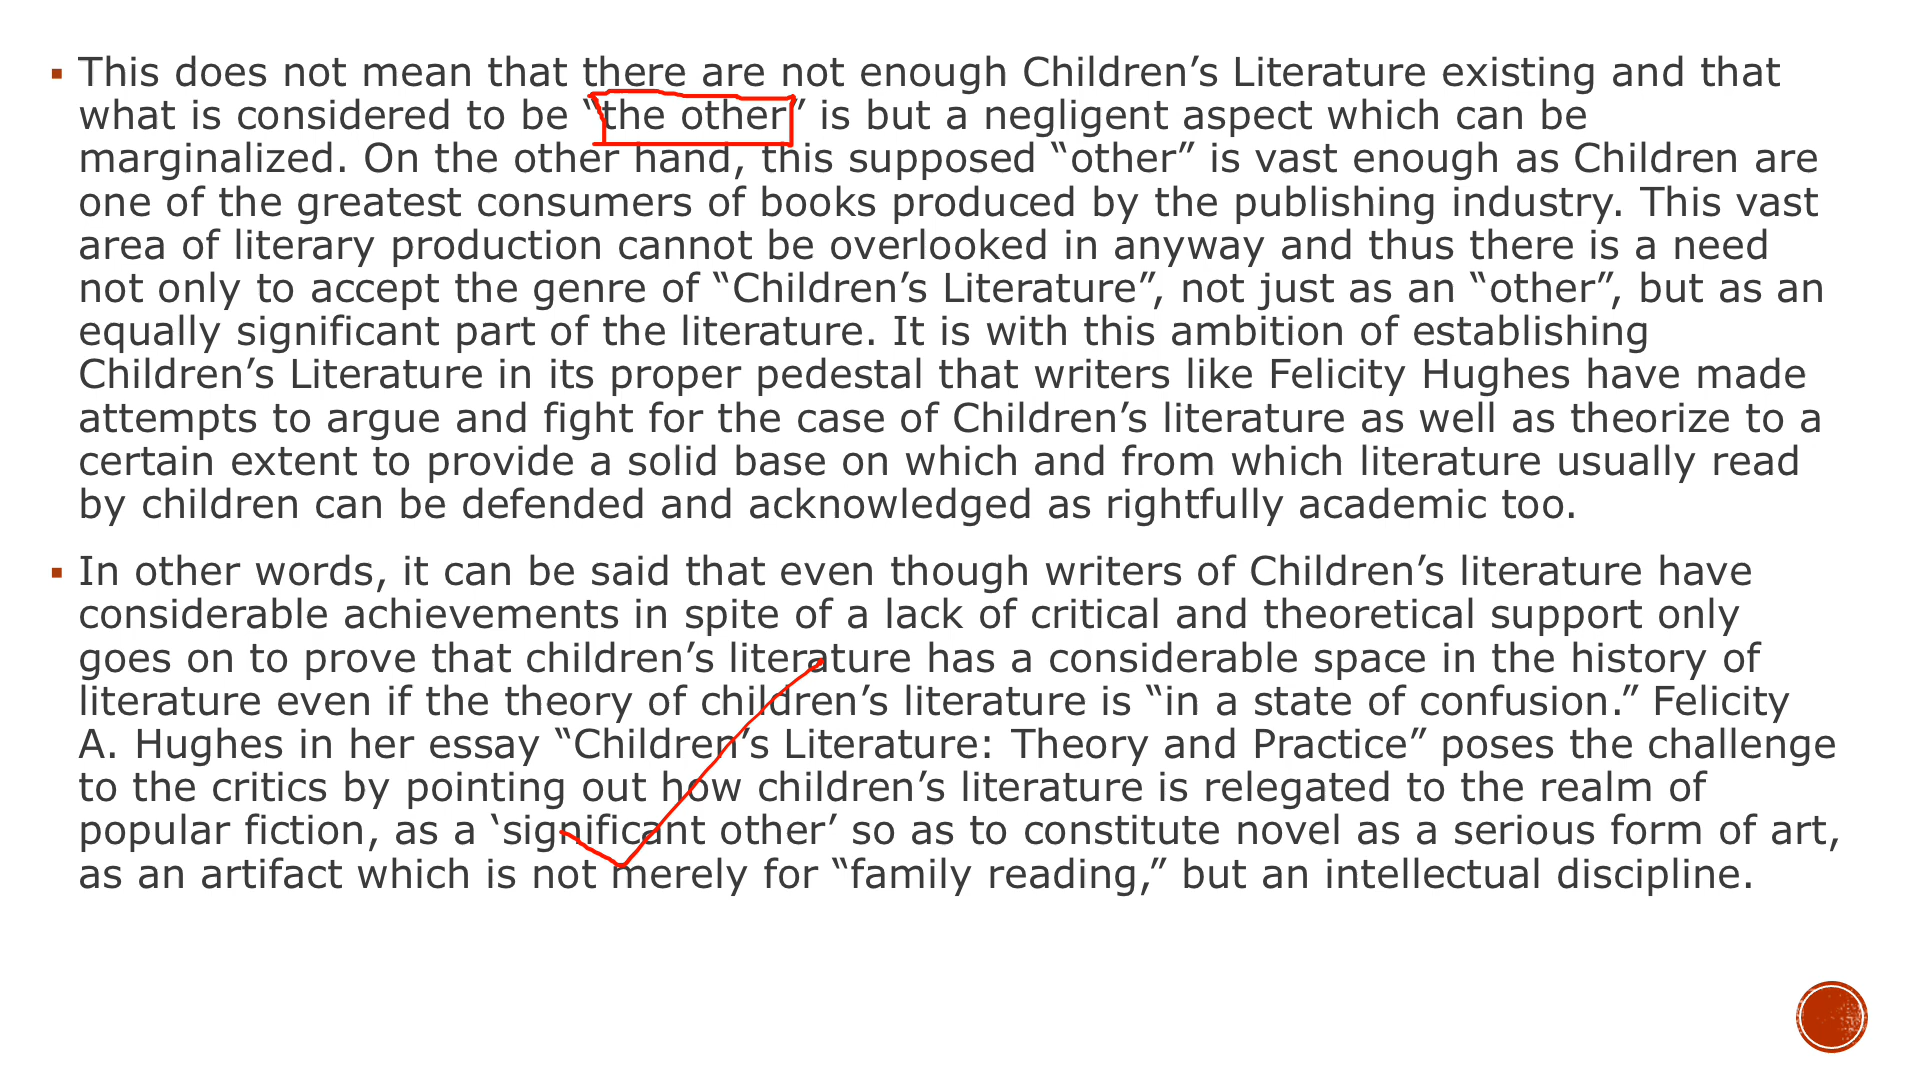 ▪ This does not mean that there are not enough Children’s Literature existing and that
what is considered to be “the other” is but a negligent aspect which can be
marginalized. On the other hand, this supposed “other” is vast enough as Children are
one of the greatest consumers of books produced by the publishing industry. This vast
area of literary production cannot be overlooked in anyway and thus there is a need
not only to accept the genre of “Children’s Literature”, not just as an “other”, but as an
equally significant part of the literature. It is with this ambition of establishing
Children’s Literature in its proper pedestal that writers like Felicity Hughes have made
attempts to argue and fight for the case of Children’s literature as well as theorize to a
certain extent to provide a solid base on which and from which literature usually read
by children can be defended and acknowledged as rightfully academic too.
▪ In other words, it can be said that even though writers of Children’s literature have
considerable achievements in spite of a lack of critical and theoretical support only
goes on to prove that children’s literature has a considerable space in the history of
literature even if the theory of children’s literature is “in a state of confusion.” Felicity
A. Hughes in her essay “Children’s Literature: Theory and Practice” poses the challenge
to the critics by pointing out how children’s literature is relegated to the realm of
popular fiction, as a ‘significant other’ so as to constitute novel as a serious form of art,
as an artifact which is not merely for “family reading,” but an intellectual discipline.